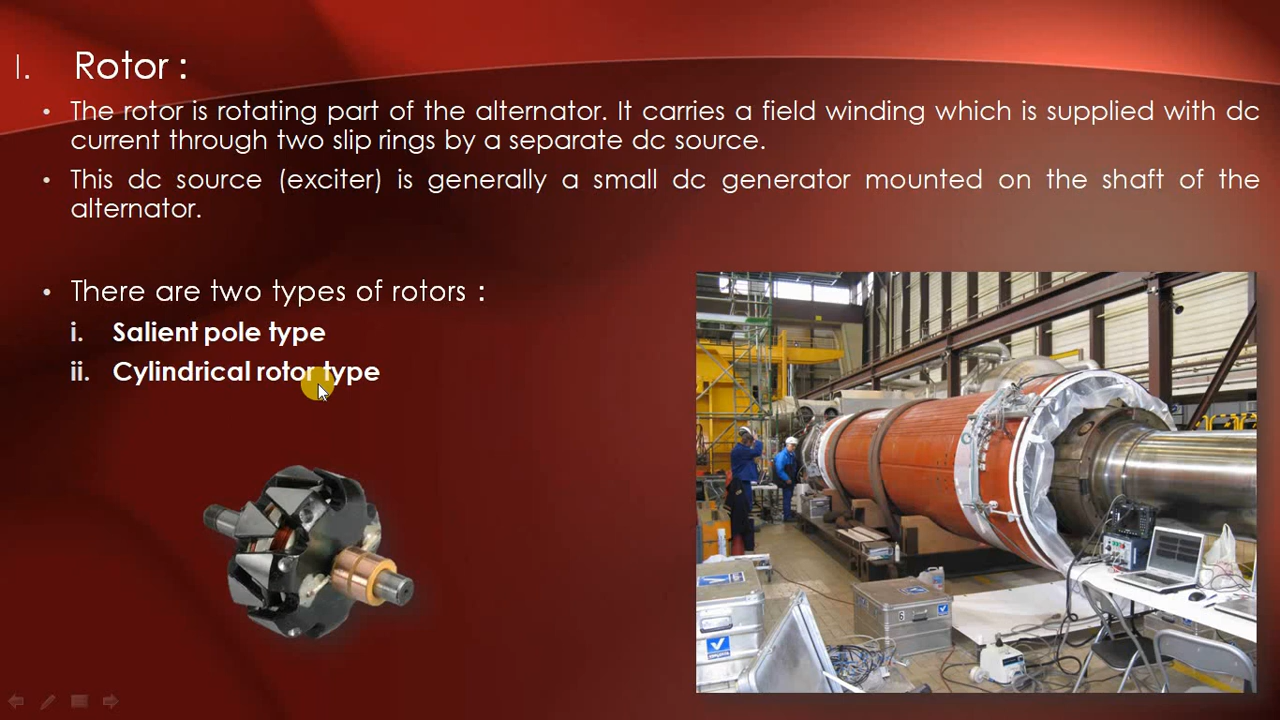 I. Rotor :
• The rotor is rotating part of the alternator. It carries a field winding which is supplied with dc
current through two slip rings by a separate dc source.
• This dc source (exciter) is generally a small dc generator mounted on the shaft of the
alternator.
• There are two types of rotors :
i. Salient pole type
ii. Cylindrical rotor type
6